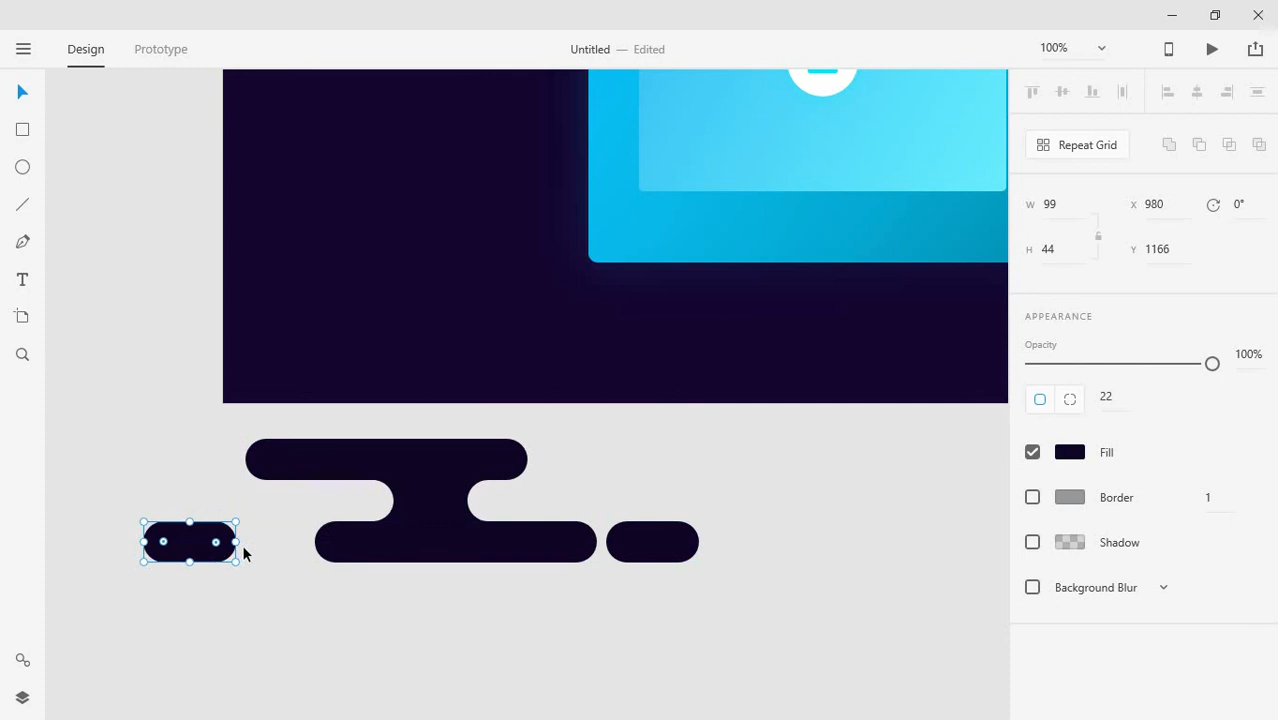 Design Prototype Untitled — Edited 100%
Repeat Grid
W 99 X 980 0°
H 44 Y 1166
APPEARANCE
Opacity
100%
22
Fill
Border 1
Shadow
Background Blur
T